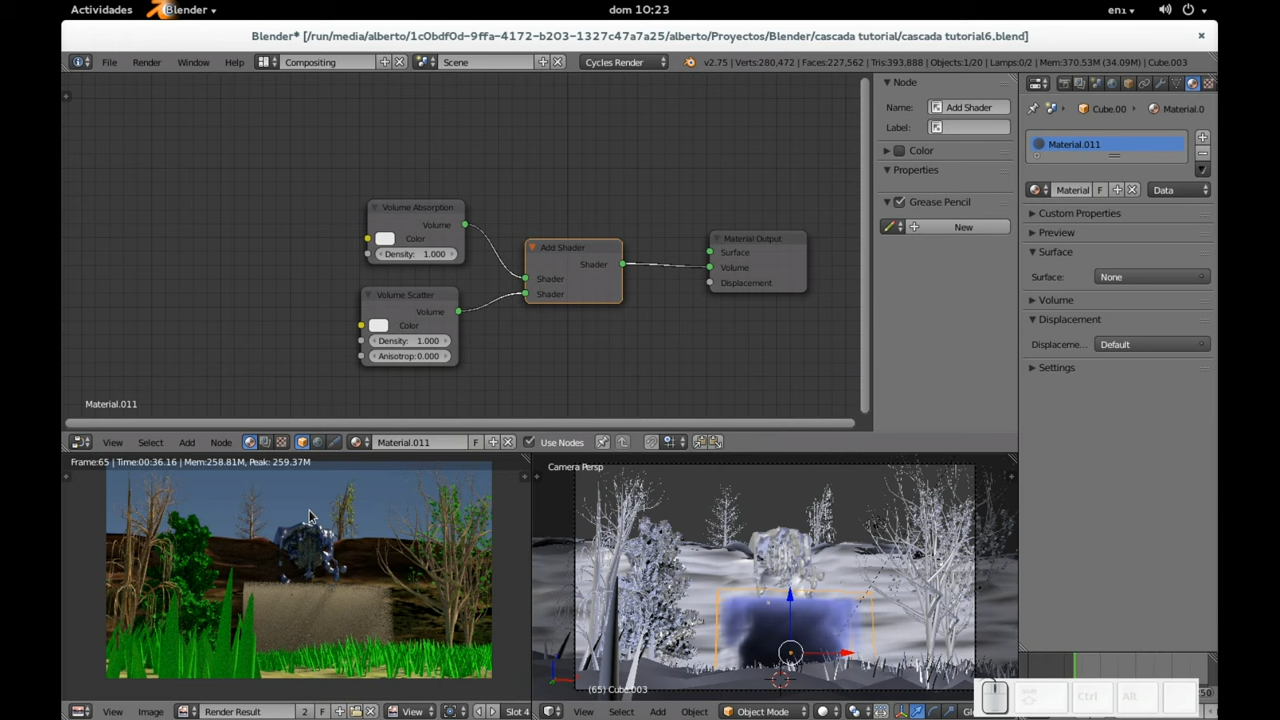 Actividades Blender dom 10:23 en1
Blender* [/run/media/alberto/1c0bdf0d-9ffa-4172-b203-1327c47a7a25/alberto/Proyectos/Blender/cascada tutorial/cascada tutorial6.blend]
File Render Window Help Compositing Scene Cycles Render v2.75 | Verts:280,472 | Faces:227,562 | Tris:393,888 | Objects:1/20 | Lamps:0/2 | Mem:370.53M (34.09M) | Cube.003
Node
Name: Add Shader
Label:
Color
Properties
Grease Pencil
New
Cube.00 Material.0
Material.011
Material F Data
Custom Properties
Preview
Surface
Surface: None
Volume
Displacement
Displaceme... Default
Settings
Volume Absorption
Volume
Color
Density: 1.000
Volume Scatter
Volume
Color
Density: 1.000
Anisotrop:0.000
Add Shader
Shader
Shader
Shader
Material Output
Surface
Volume
Displacement
Material.011
View Select Add Node Material.011 F Use Nodes
Frame:65 | Time:00:36.16 | Mem:258.81M, Peak: 259.37M
Camera Persp
(65) Cube.003
Ctrl Alt
View Image Render Result 2 F View Slot 4
View Select Add Object Object Mode